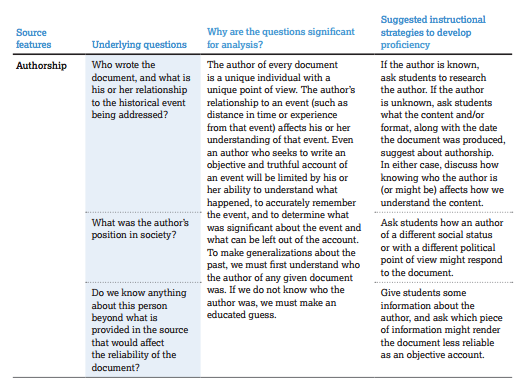 Source
features
Underlying questions
Why are the questions significant
for analysis?
Suggested instructional
strategies to develop
proficiency
Authorship
Who wrote the
document, and what is
his or her relationship
to the historical event
being addressed?
What was the author's
position in society?
Do we know anything
about this person
beyond what is
provided in the source
that would affect
the reliability of the
document?
The author of every document
is a unique individual with a
unique point of view. The author's
relationship to an event (such as
distance in time or experience
from that event) affects his or her
understanding of that event. Even
an author who seeks to write an
objective and truthful account of
an event will be limited by his or
her ability to understand what
happened, to accurately remember
the event, and to determine what
was significant about the event and
what can be left out of the account.
To make generalizations about the
past, we must first understand who
the author of any given document
was. If we do not know who the
author was, we must make an
educated guess.
If the author is known,
ask students to research
the author. If the author
is unknown, ask students
what the content and/or
format, along with the date
the document was produced,
suggest about authorship.
In either case, discuss how
knowing who the author is
(or might be) affects how we
understand the content.
Ask students how an author
of a different social status
or with a different political
point of view might respond
to the document.
Give students some
information about the
author, and ask which piece
of information might render
the document less reliable
as an objective account.